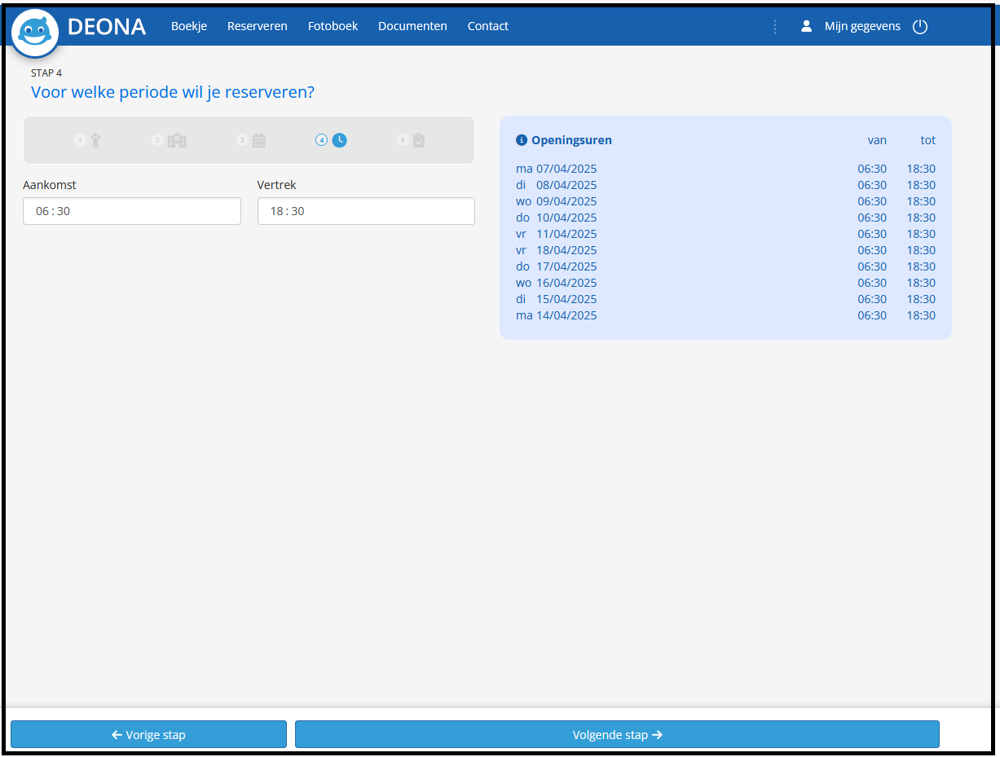 DEONA Boekje Reserveren Fotoboek Documenten Contact Mijn gegevens
STAP 4
Voor welke periode wil je reserveren?
1 2 3 4 5
Aankomst Vertrek
06 : 30 18 : 30
Openingsuren van tot
ma 07/04/2025 06:30 18:30
di 08/04/2025 06:30 18:30
wo 09/04/2025 06:30 18:30
do 10/04/2025 06:30 18:30
vr 11/04/2025 06:30 18:30
vr 18/04/2025 06:30 18:30
do 17/04/2025 06:30 18:30
wo 16/04/2025 06:30 18:30
di 15/04/2025 06:30 18:30
ma 14/04/2025 06:30 18:30
Vorige stap Volgende stap